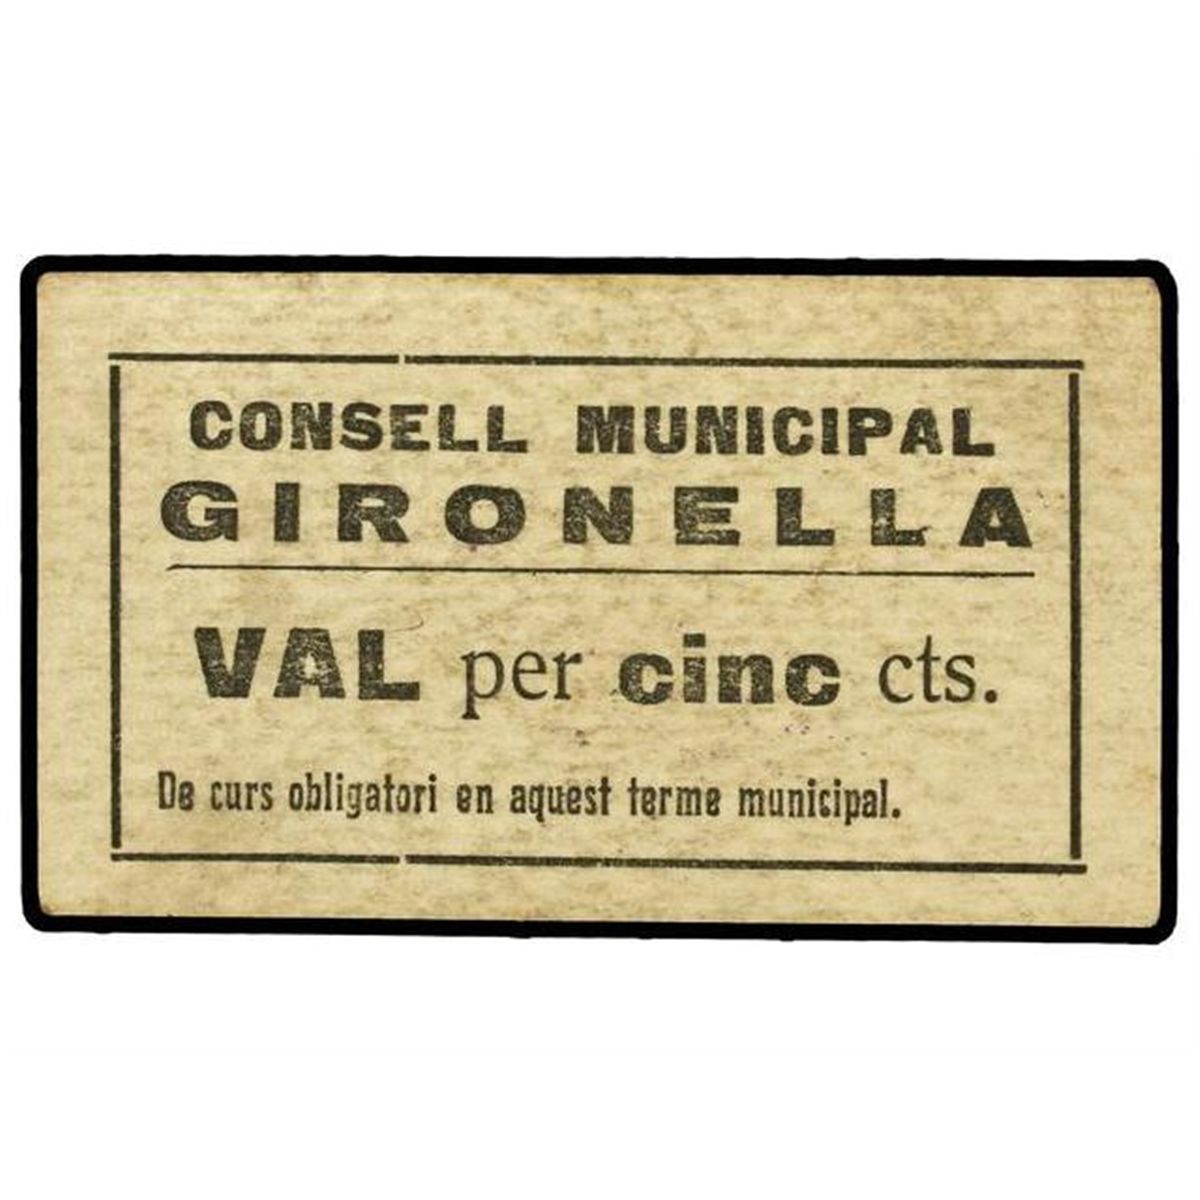 CONSELL MUNICIPAL
GIRONELLA
VAL per cinc cts.
De curs obligatori en aquest terme municipal.